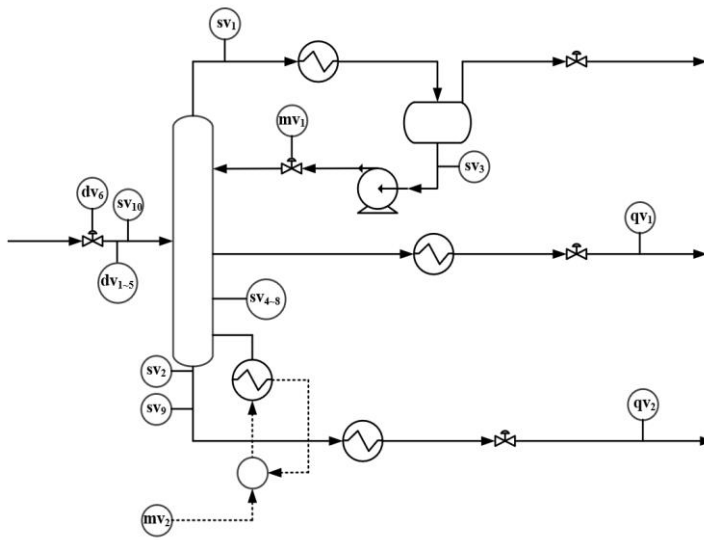 sv₁
mv₁
sv₃
dv₆
sv₁₀
qv₁
dv₁~₅
sv₄~₈
sv₂
sv₉
qv₂
mv₂